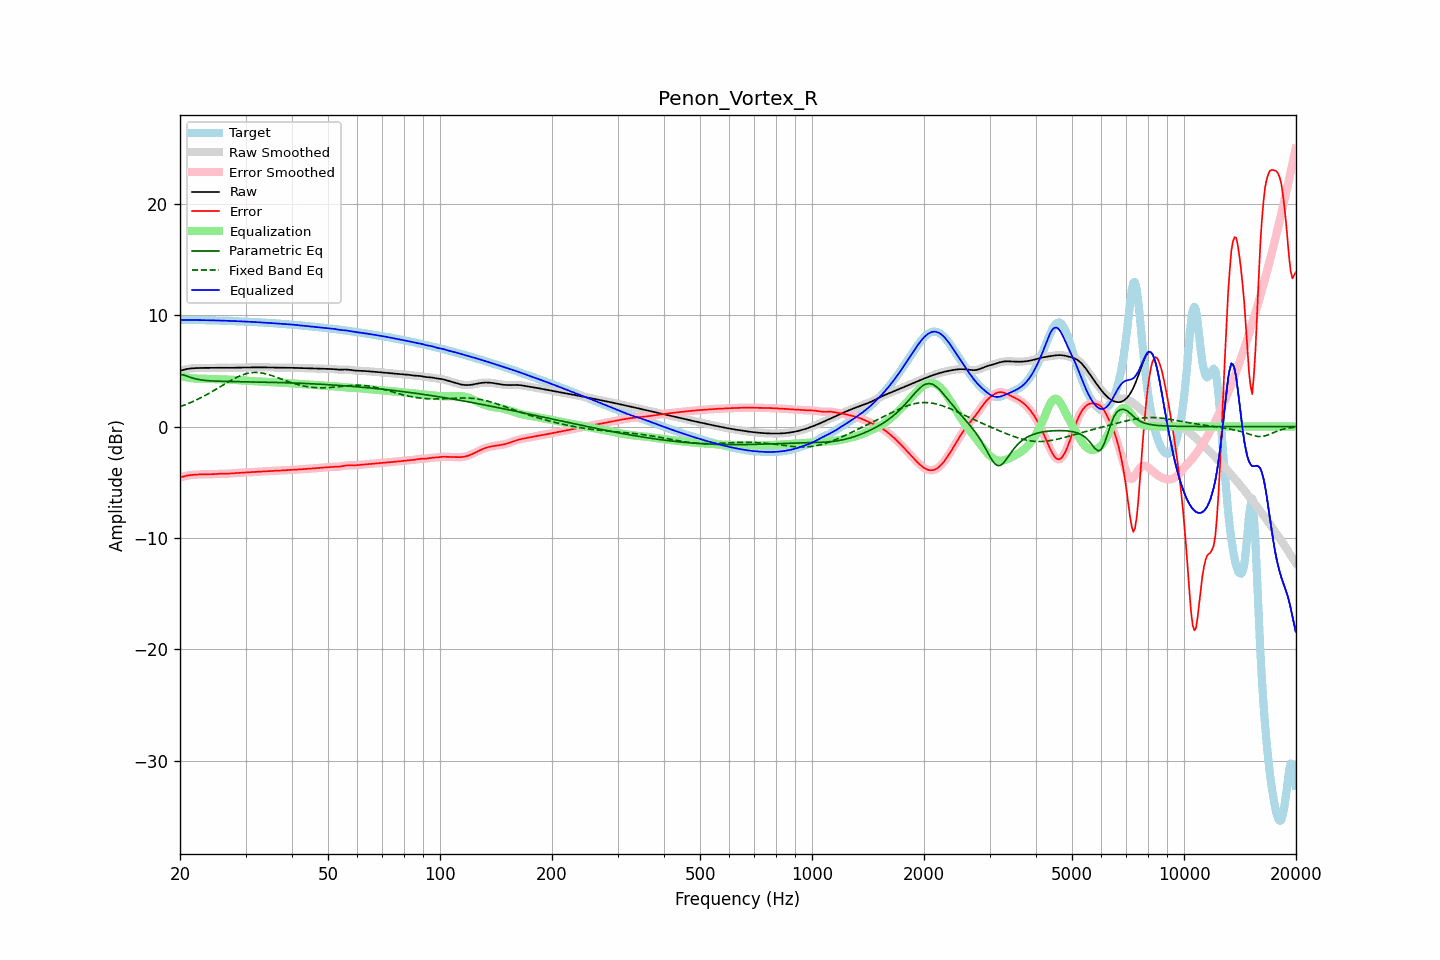 Penon_Vortex_R
Target
Raw Smoothed
Error Smoothed
Raw
Error
Equalization
Parametric Eq
Fixed Band Eq
Equalized
20
10
0
−10
−20
−30
Amplitude (dBr)
20 50 100 200 500 1000 2000 5000 10000 20000
Frequency (Hz)